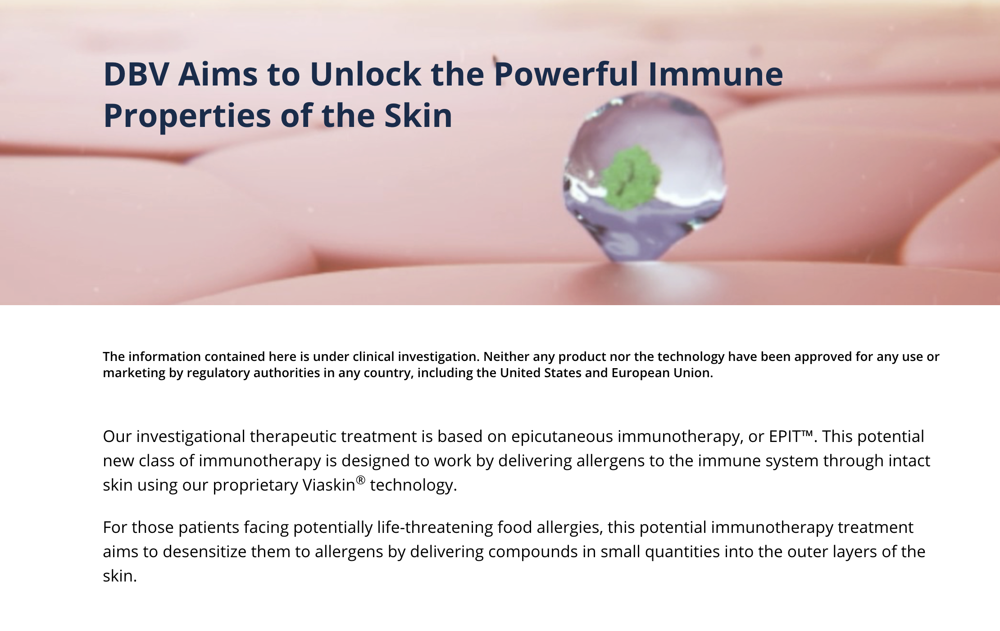 DBV Aims to Unlock the Powerful Immune
Properties of the Skin
The information contained here is under clinical investigation. Neither any product nor the technology have been approved for any use or
marketing by regulatory authorities in any country, including the United States and European Union.
Our investigational therapeutic treatment is based on epicutaneous immunotherapy, or EPIT™. This potential
new class of immunotherapy is designed to work by delivering allergens to the immune system through intact
skin using our proprietary Viaskin® technology.
For those patients facing potentially life-threatening food allergies, this potential immunotherapy treatment
aims to desensitize them to allergens by delivering compounds in small quantities into the outer layers of the
skin.